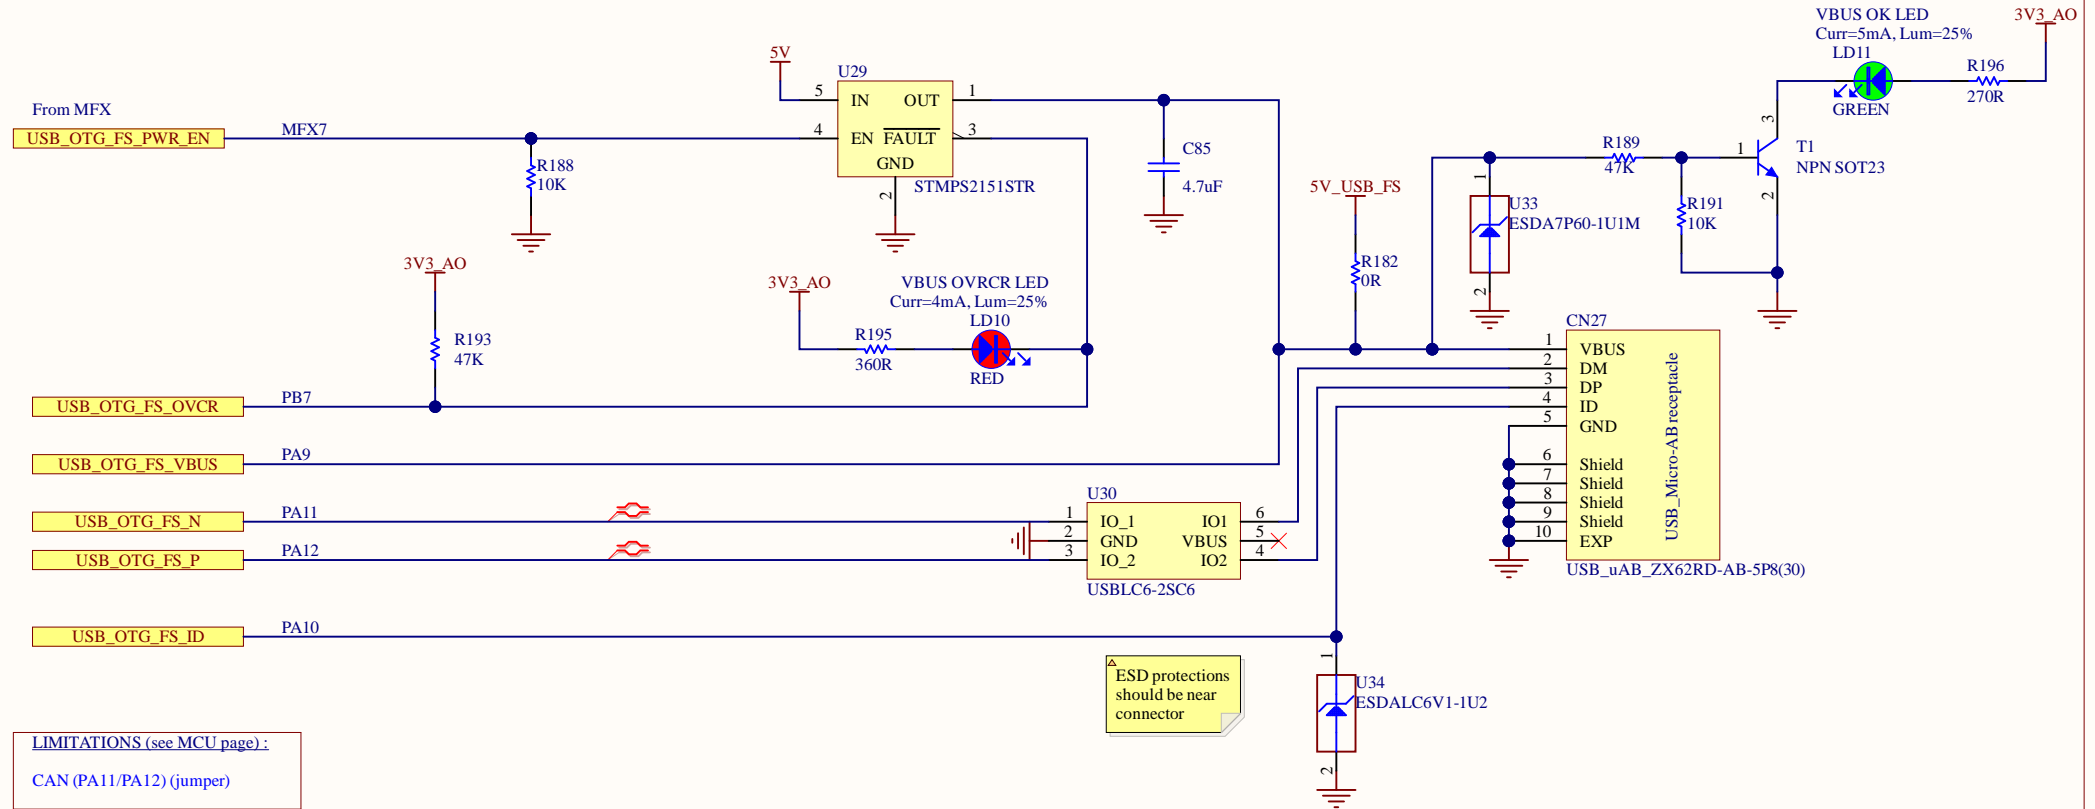 VBUS OK LED
Curr=5mA, Lum=25%
LD11
GREEN
3V3_AO
R196
270R
5V
U29
5 IN OUT 1
4 EN FAULT 3
GND
2
STMPS2151STR
From MFX
USB_OTG_FS_PWR_EN
MFX7
R188
10K
C85
4.7uF
5V_USB_FS
R182
0R
R189
47K
1
3
2
T1
NPN SOT23
1
U33
ESDA7P60-1U1M
2
R191
10K
3V3_AO
R193
47K
3V3_AO
VBUS OVRCR LED
Curr=4mA, Lum=25%
LD10
R195
360R
RED
CN27
1 VBUS
2 DM
3 DP
4 ID
5 GND
6 Shield
7 Shield
8 Shield
9 Shield
10 EXP
USB_Micro-AB receptacle
USB_uAB_ZX62RD-AB-5P8(30)
USB_OTG_FS_OVCR
PB7
USB_OTG_FS_VBUS
PA9
USB_OTG_FS_N
PA11
USB_OTG_FS_P
PA12
U30
1 IO_1 IO1 6
2 GND VBUS 5
3 IO_2 IO2 4
USBLC6-2SC6
USB_OTG_FS_ID
PA10
ESD protections
should be near
connector
1
U34
ESDALC6V1-1U2
2
LIMITATIONS (see MCU page) :
CAN (PA11/PA12) (jumper)